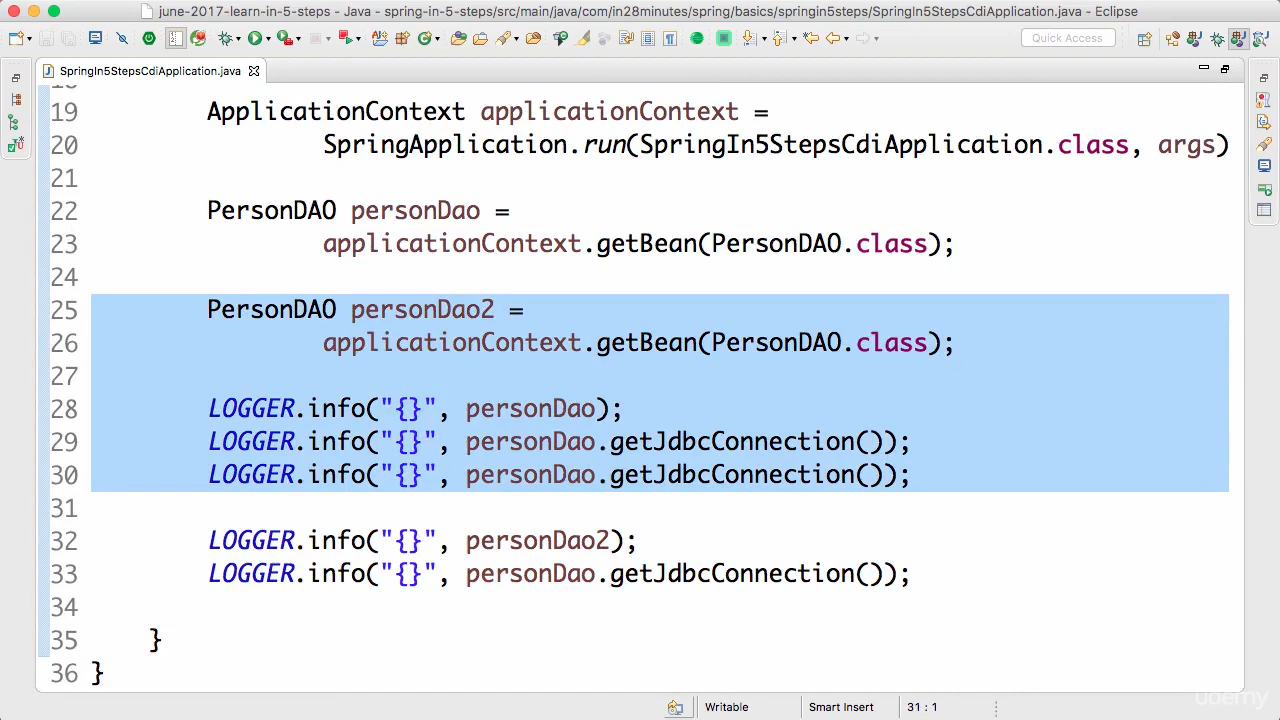 june-2017-learn-in-5-steps - Java - spring-in-5-steps/src/main/java/com/in28minutes/spring/basics/springin5steps/SpringIn5StepsCdiApplication.java - Eclipse
Quick Access
SpringIn5StepsCdiApplication.java
19 ApplicationContext applicationContext =
20 SpringApplication.run(SpringIn5StepsCdiApplication.class, args)
21
22 PersonDAO personDao =
23 applicationContext.getBean(PersonDAO.class);
24
25 PersonDAO personDao2 =
26 applicationContext.getBean(PersonDAO.class);
27
28 LOGGER.info("{}", personDao);
29 LOGGER.info("{}", personDao.getJdbcConnection());
30 LOGGER.info("{}", personDao.getJdbcConnection());
31
32 LOGGER.info("{}", personDao2);
33 LOGGER.info("{}", personDao.getJdbcConnection());
34
35 }
36 }
Writable
Smart Insert
31 : 1
udemy